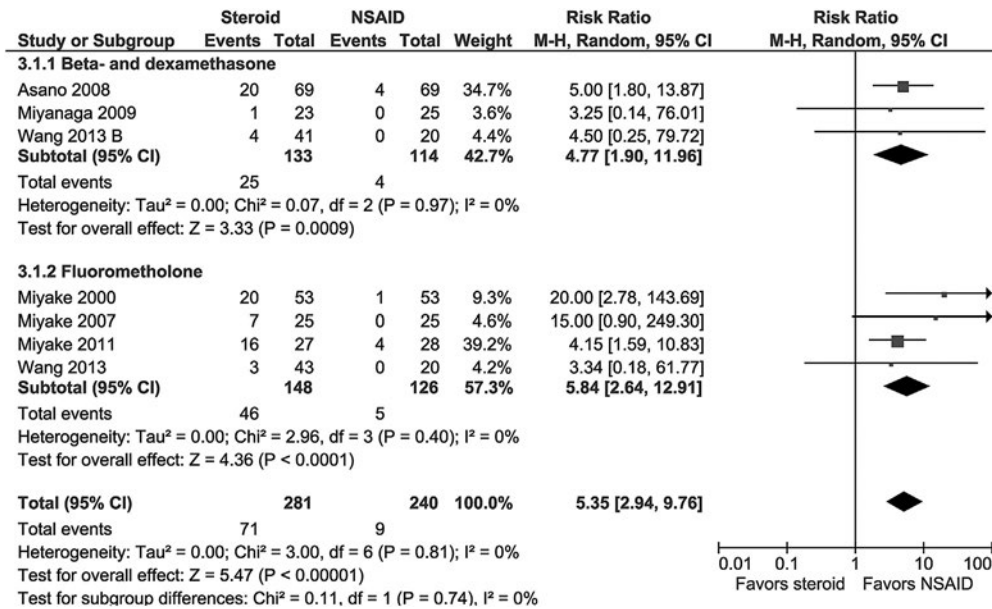 Steroid NSAID Risk Ratio Risk Ratio
Study or Subgroup Events Total Events Total Weight M-H, Random, 95% CI M-H, Random, 95% CI
3.1.1 Beta- and dexamethasone
Asano 2008 20 69 4 69 34.7% 5.00 [1.80, 13.87]
Miyanaga 2009 1 23 0 25 3.6% 3.25 [0.14, 76.01]
Wang 2013 B 4 41 0 20 4.4% 4.50 [0.25, 79.72]
Subtotal (95% CI) 133 114 42.7% 4.77 [1.90, 11.96]
Total events 25 4
Heterogeneity: Tau² = 0.00; Chi² = 0.07, df = 2 (P = 0.97); I² = 0%
Test for overall effect: Z = 3.33 (P = 0.0009)
3.1.2 Fluorometholone
Miyake 2000 20 53 1 53 9.3% 20.00 [2.78, 143.69]
Miyake 2007 7 25 0 25 4.6% 15.00 [0.90, 249.30]
Miyake 2011 16 27 4 28 39.2% 4.15 [1.59, 10.83]
Wang 2013 3 43 0 20 4.2% 3.34 [0.18, 61.77]
Subtotal (95% CI) 148 126 57.3% 5.84 [2.64, 12.91]
Total events 46 5
Heterogeneity: Tau² = 0.00; Chi² = 2.96, df = 3 (P = 0.40); I² = 0%
Test for overall effect: Z = 4.36 (P < 0.0001)
Total (95% CI) 281 240 100.0% 5.35 [2.94, 9.76]
Total events 71 9
Heterogeneity: Tau² = 0.00; Chi² = 3.00, df = 6 (P = 0.81); I² = 0%
Test for overall effect: Z = 5.47 (P < 0.00001)
Test for subgroup differences: Chi² = 0.11, df = 1 (P = 0.74), I² = 0%
0.01 0.1 1 10 100
Favors steroid Favors NSAID